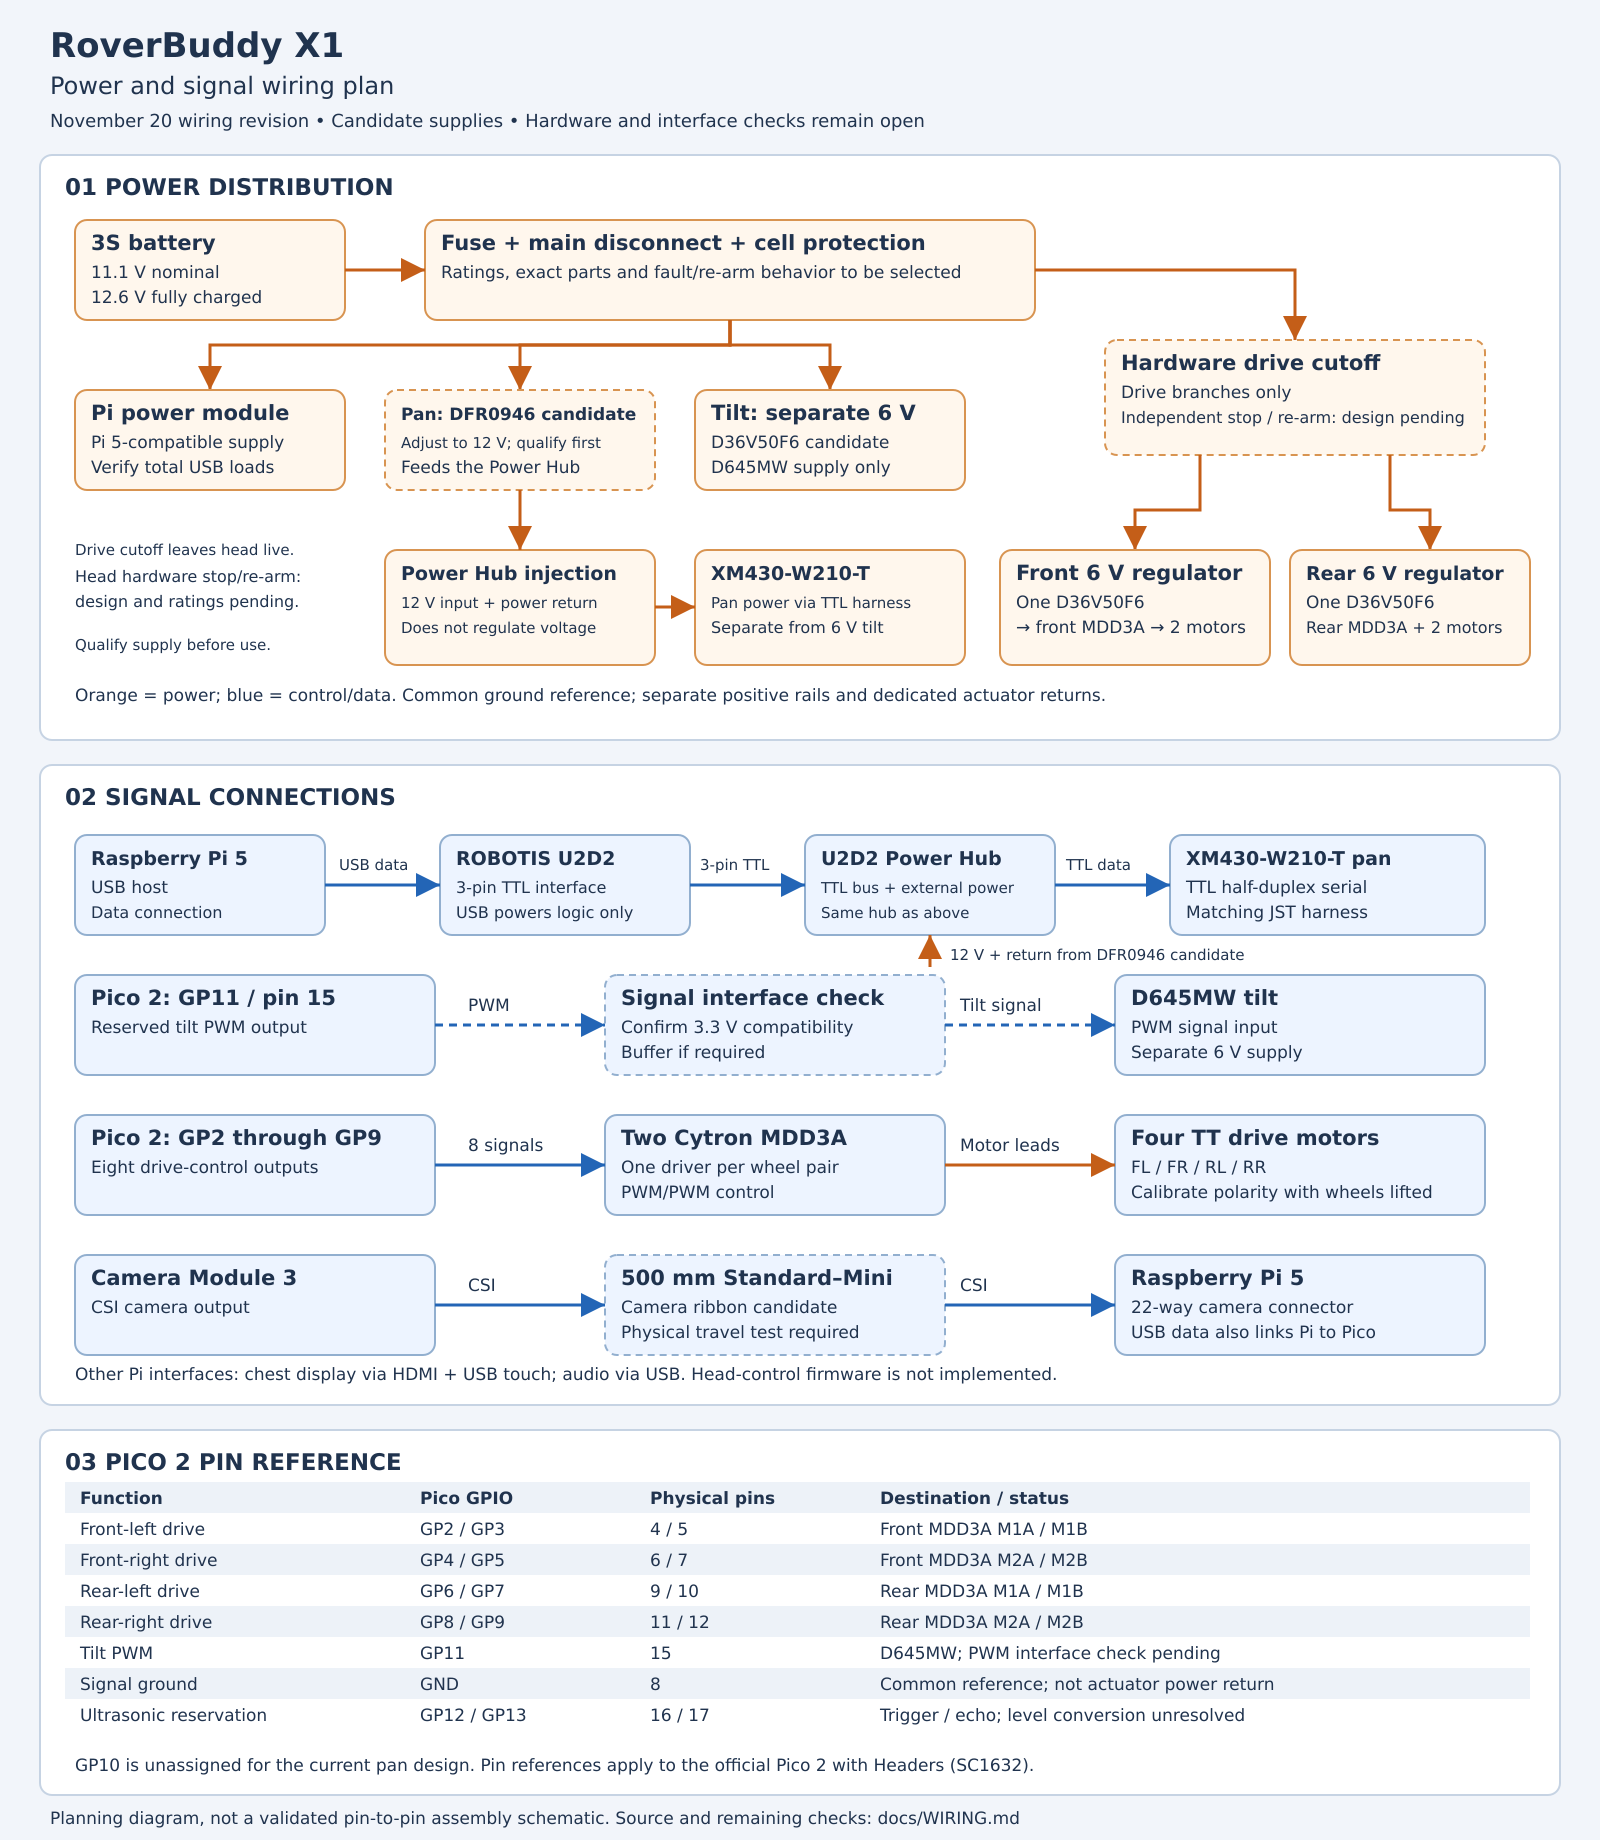 RoverBuddy X1
Power and signal wiring plan
November 20 wiring revision • Candidate supplies • Hardware and interface checks remain open
01 POWER DISTRIBUTION
3S battery
11.1 V nominal
12.6 V fully charged
Fuse + main disconnect + cell protection
Ratings, exact parts and fault/re-arm behavior to be selected
Hardware drive cutoff
Drive branches only
Independent stop / re-arm: design pending
Pi power module
Pi 5-compatible supply
Verify total USB loads
Pan: DFR0946 candidate
Adjust to 12 V; qualify first
Feeds the Power Hub
Tilt: separate 6 V
D36V50F6 candidate
D645MW supply only
Drive cutoff leaves head live.
Head hardware stop/re-arm:
design and ratings pending.
Qualify supply before use.
Power Hub injection
12 V input + power return
Does not regulate voltage
XM430-W210-T
Pan power via TTL harness
Separate from 6 V tilt
Front 6 V regulator
One D36V50F6
→ front MDD3A → 2 motors
Rear 6 V regulator
One D36V50F6
Rear MDD3A + 2 motors
Orange = power; blue = control/data. Common ground reference; separate positive rails and dedicated actuator returns.
02 SIGNAL CONNECTIONS
Raspberry Pi 5
USB host
Data connection
USB data
ROBOTIS U2D2
3-pin TTL interface
USB powers logic only
3-pin TTL
U2D2 Power Hub
TTL bus + external power
Same hub as above
TTL data
XM430-W210-T pan
TTL half-duplex serial
Matching JST harness
12 V + return from DFR0946 candidate
Pico 2: GP11 / pin 15
Reserved tilt PWM output
PWM
Signal interface check
Confirm 3.3 V compatibility
Buffer if required
Tilt signal
D645MW tilt
PWM signal input
Separate 6 V supply
Pico 2: GP2 through GP9
Eight drive-control outputs
8 signals
Two Cytron MDD3A
One driver per wheel pair
PWM/PWM control
Motor leads
Four TT drive motors
FL / FR / RL / RR
Calibrate polarity with wheels lifted
Camera Module 3
CSI camera output
CSI
500 mm Standard–Mini
Camera ribbon candidate
Physical travel test required
CSI
Raspberry Pi 5
22-way camera connector
USB data also links Pi to Pico
Other Pi interfaces: chest display via HDMI + USB touch; audio via USB. Head-control firmware is not implemented.
03 PICO 2 PIN REFERENCE
Function Pico GPIO Physical pins Destination / status
Front-left drive GP2 / GP3 4 / 5 Front MDD3A M1A / M1B
Front-right drive GP4 / GP5 6 / 7 Front MDD3A M2A / M2B
Rear-left drive GP6 / GP7 9 / 10 Rear MDD3A M1A / M1B
Rear-right drive GP8 / GP9 11 / 12 Rear MDD3A M2A / M2B
Tilt PWM GP11 15 D645MW; PWM interface check pending
Signal ground GND 8 Common reference; not actuator power return
Ultrasonic reservation GP12 / GP13 16 / 17 Trigger / echo; level conversion unresolved
GP10 is unassigned for the current pan design. Pin references apply to the official Pico 2 with Headers (SC1632).
Planning diagram, not a validated pin-to-pin assembly schematic. Source and remaining checks: docs/WIRING.md